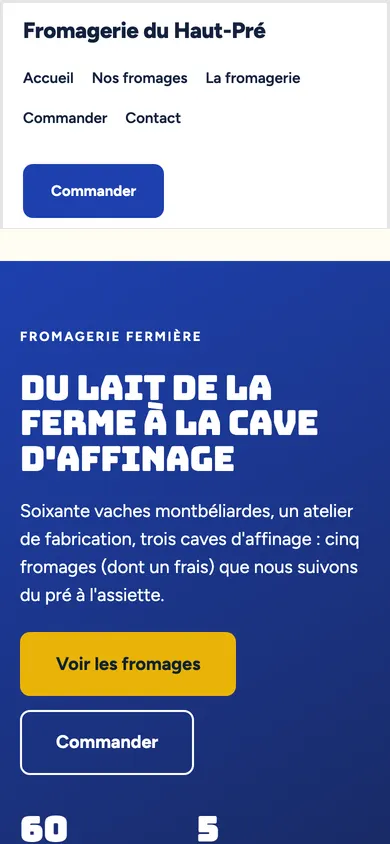 Fromagerie du Haut-Pré
Accueil Nos fromages La fromagerie
Commander Contact
Commander
FROMAGERIE FERMIÈRE
DU LAIT DE LA
FERME À LA CAVE
D'AFFINAGE
Soixante vaches montbéliardes, un atelier
de fabrication, trois caves d'affinage : cinq
fromages (dont un frais) que nous suivons
du pré à l'assiette.
Voir les fromages
Commander
60 5